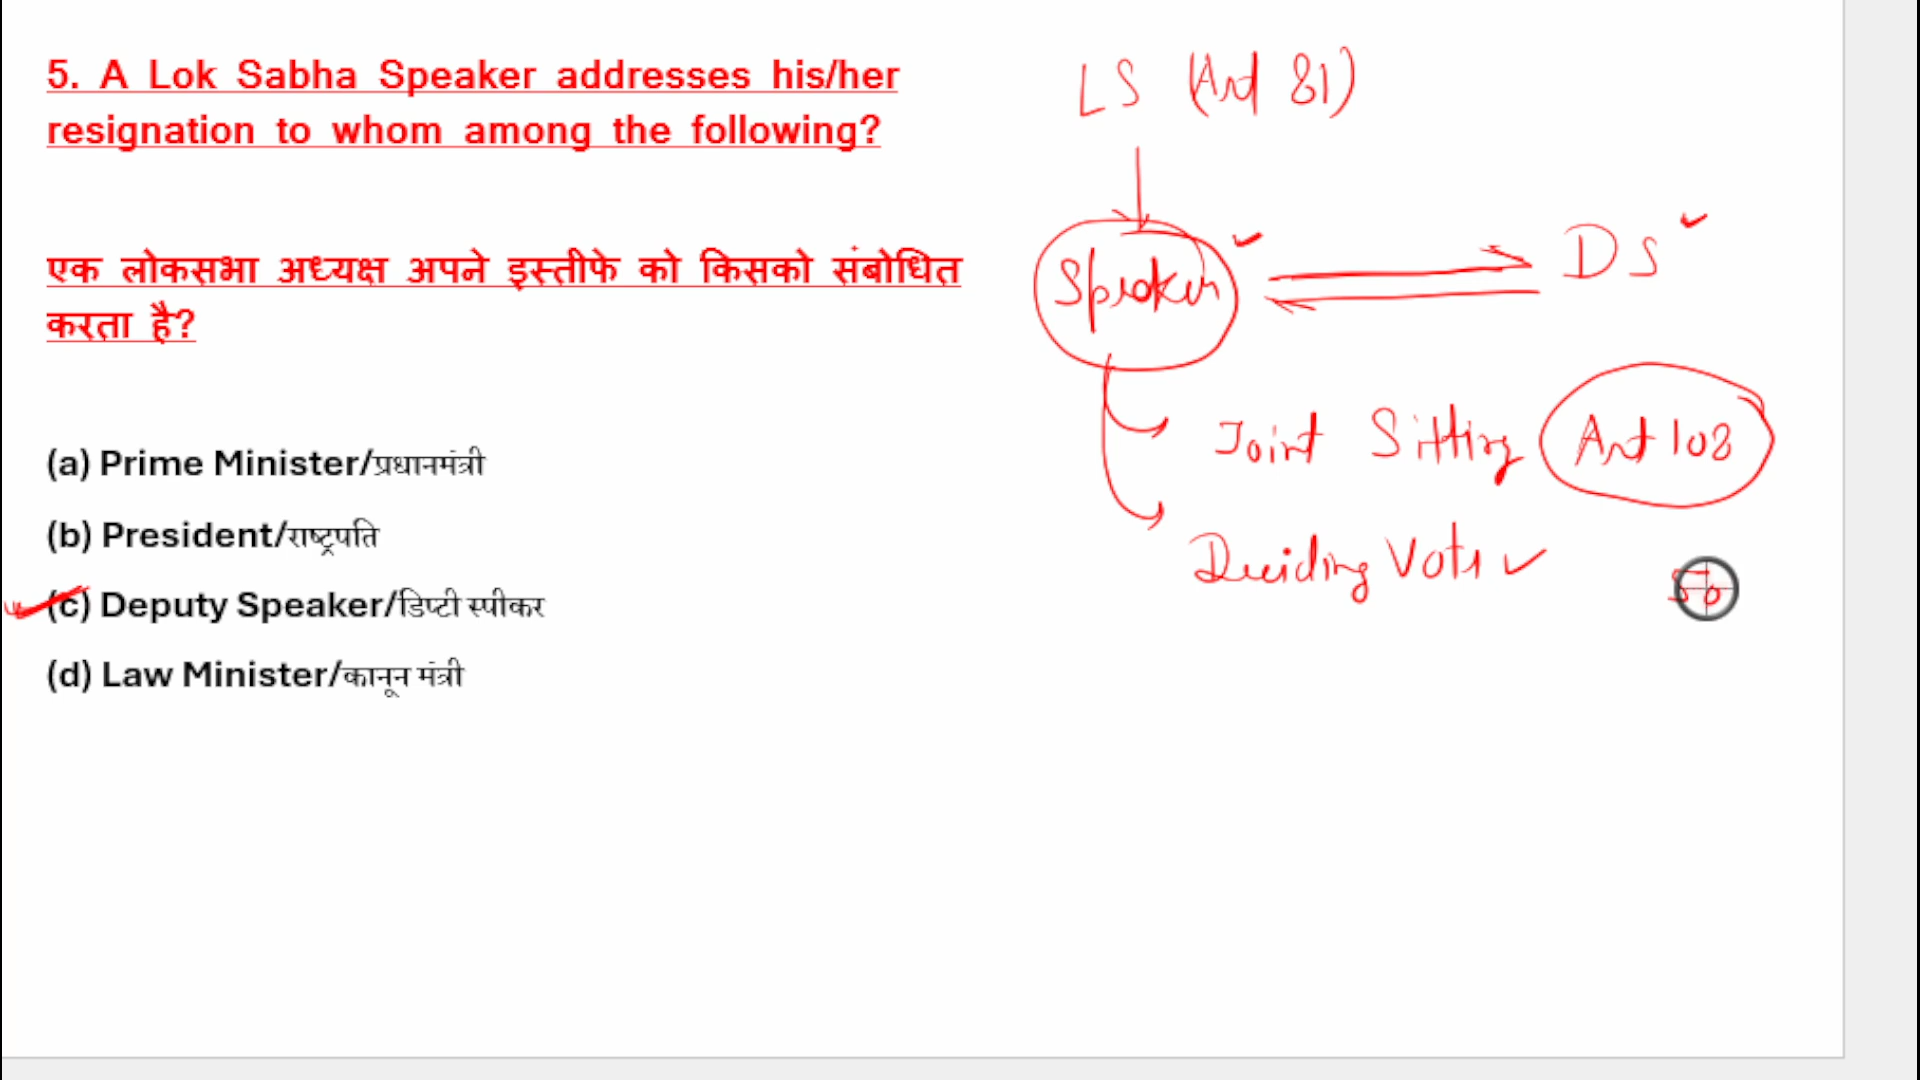 5. A Lok Sabha Speaker addresses his/her
resignation to whom among the following?
एक लोकसभा अध्यक्ष अपने इस्तीफे को किसको संबोधित
करता है?
(a) Prime Minister/प्रधानमंत्री
(b) President/राष्ट्रपति
(c) Deputy Speaker/डिप्टी स्पीकर
(d) Law Minister/कानून मंत्री
LS (Art 81)
Speaker
DS
Joint Sitting Art 108
Deciding Vote
50